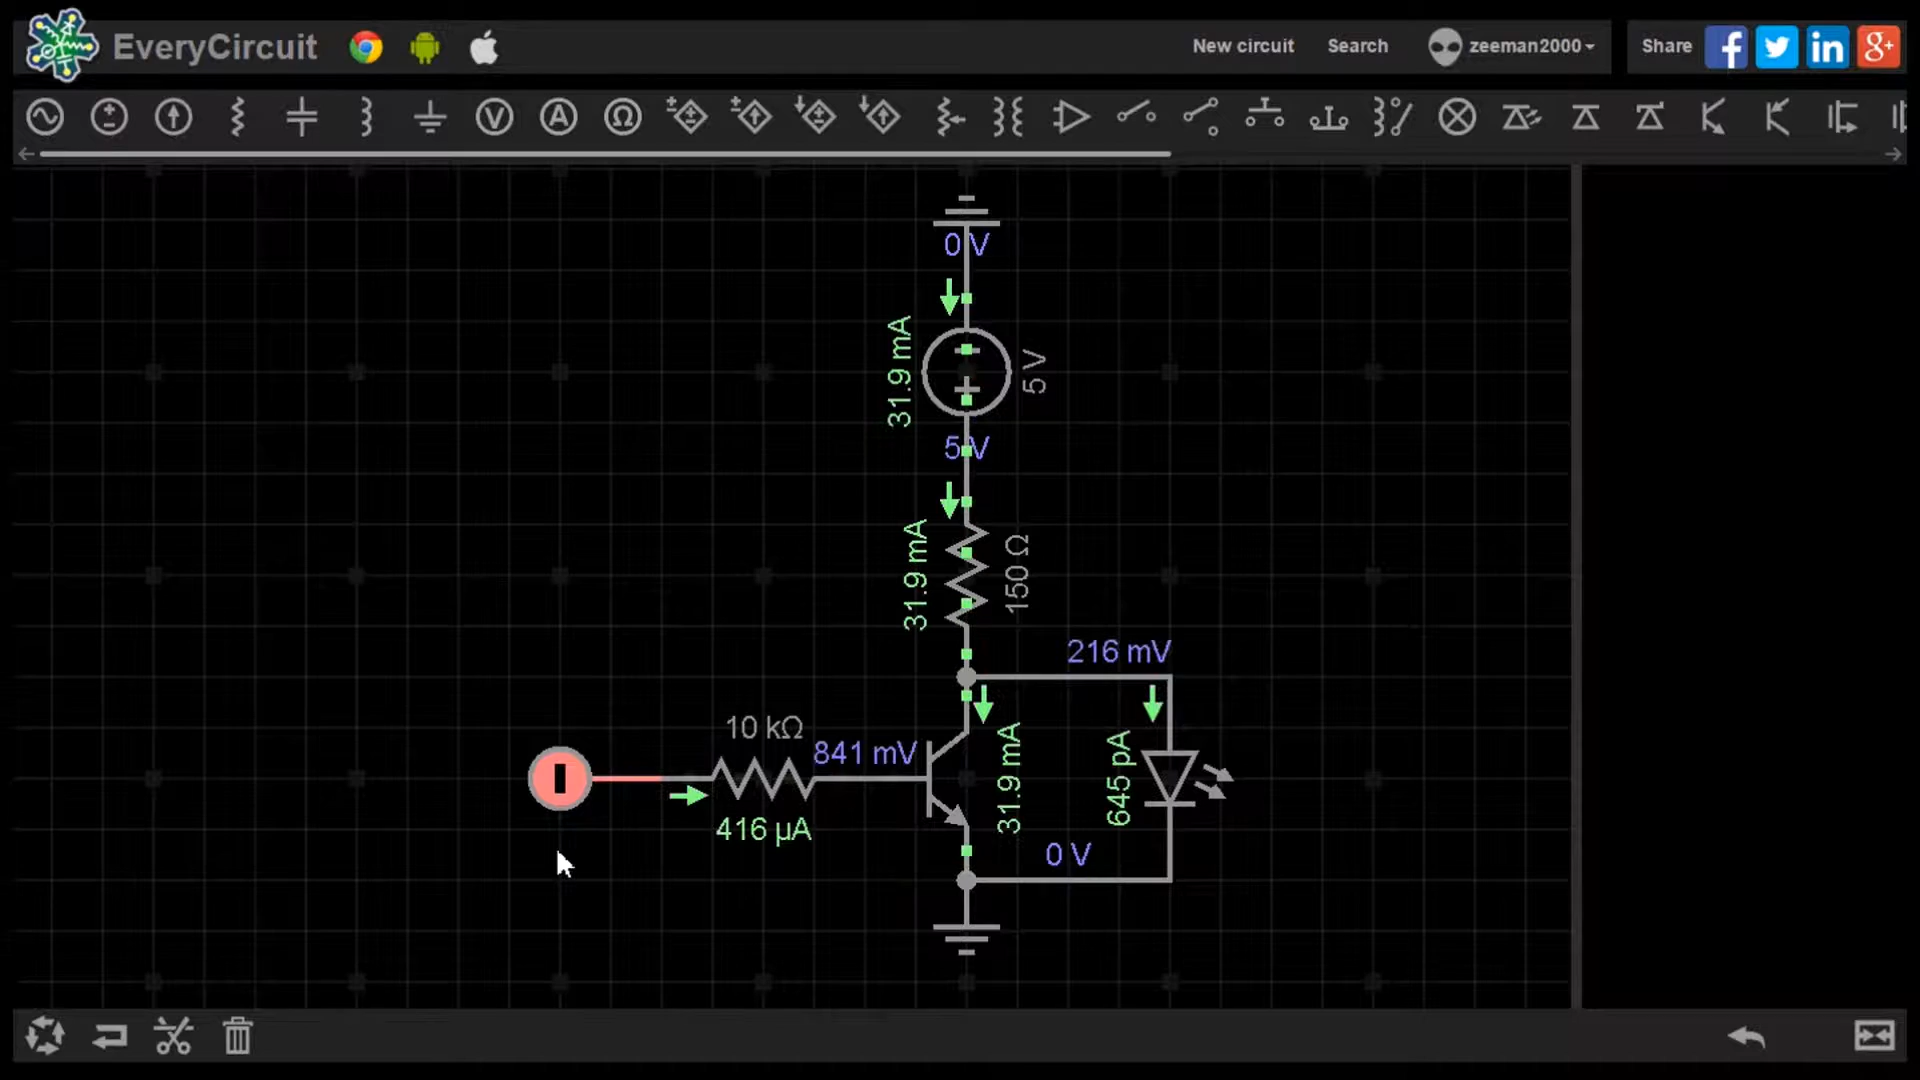 EveryCircuit
New circuit
Search
zeeman2000
Share
V
A
Ω
0 V
31.9 mA
5 V
5 V
31.9 mA
150 Ω
216 mV
10 kΩ
841 mV
416 µA
31.9 mA
645 pA
0 V